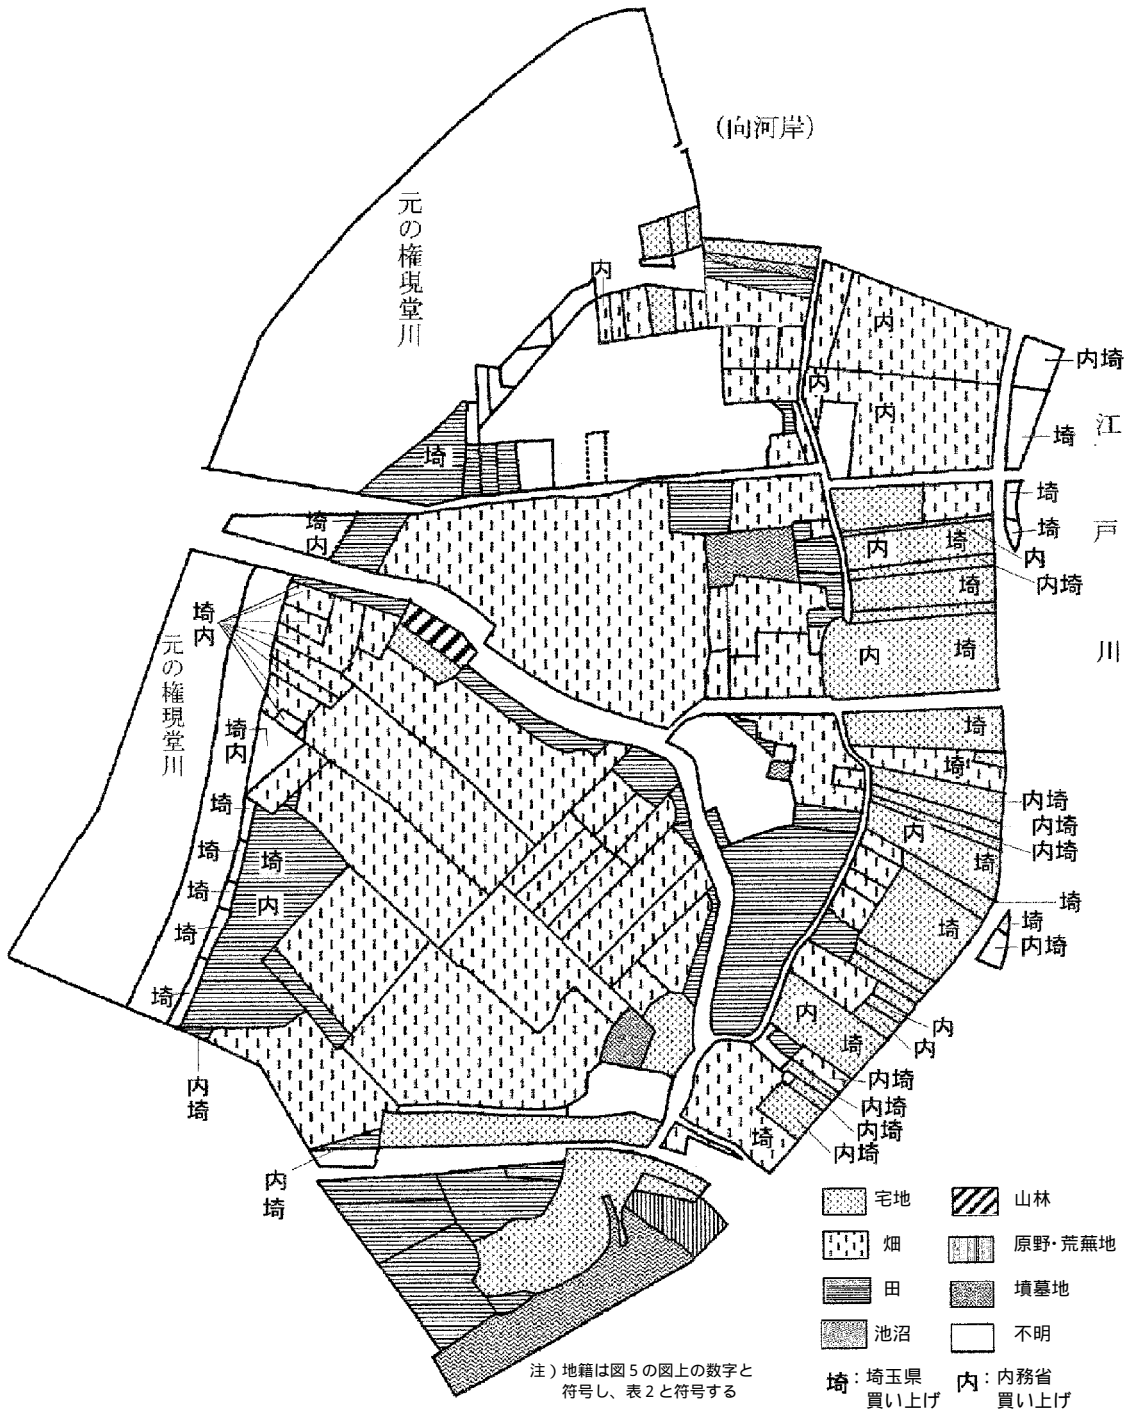 (向河岸)
元の権現堂川
内
内
内埼
内
内
埼
江戸川
埼
埼
埼
内
埼
埼
内
内
埼
内埼
埼
埼
内
元の権現堂川
内
埼
埼
内
埼
埼
内埼
内埼
内
埼
内埼
埼
埼
内
埼
埼
埼
埼
内埼
埼
埼
内
内
埼
内
埼
内
内埼
内埼
内埼
埼
内埼
内
埼
宅地
山林
畑
原野・荒蕪地
田
墳墓地
池沼
不明
注)地籍は図5の図上の数字と
符号し、表2と符号する
埼:埼玉県
買い上げ
内:内務省
買い上げ